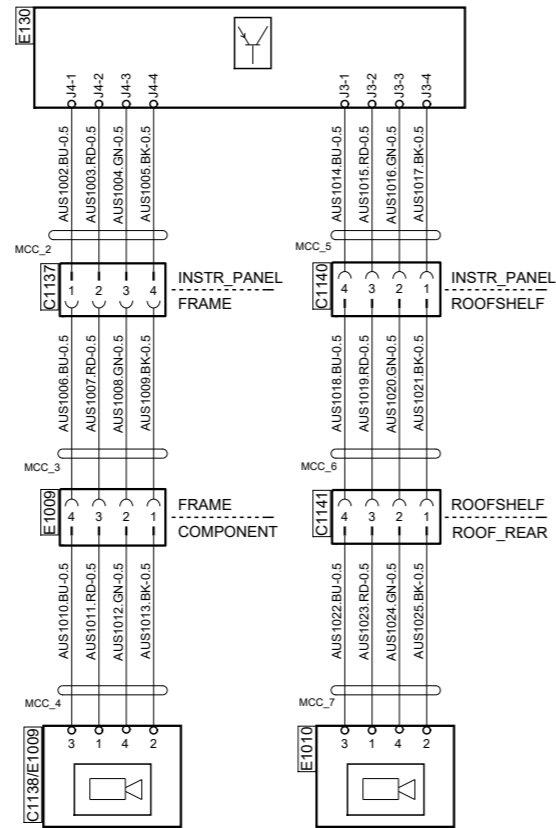 E130
J4-1 J4-2 J4-3 J4-4 J3-1 J3-2 J3-3 J3-4
AUS1002.BU-0.5 AUS1003.RD-0.5 AUS1004.GN-0.5 AUS1005.BK-0.5 AUS1014.BU-0.5 AUS1015.RD-0.5 AUS1016.GN-0.5 AUS1017.BK-0.5
MCC_2 MCC_5
C1137 1 2 3 4 INSTR_PANEL C1140 4 3 2 1 INSTR_PANEL
FRAME ROOFSHELF
AUS1006.BU-0.5 AUS1007.RD-0.5 AUS1008.GN-0.5 AUS1009.BK-0.5 AUS1018.BU-0.5 AUS1019.RD-0.5 AUS1020.GN-0.5 AUS1021.BK-0.5
MCC_3 MCC_6
E1009 4 3 2 1 FRAME C1141 4 3 2 1 ROOFSHELF
COMPONENT ROOF_REAR
AUS1010.BU-0.5 AUS1011.RD-0.5 AUS1012.GN-0.5 AUS1013.BK-0.5 AUS1022.BU-0.5 AUS1023.RD-0.5 AUS1024.GN-0.5 AUS1025.BK-0.5
MCC_4 MCC_7
C1138/E1009 3 1 4 2 E1010 3 1 4 2